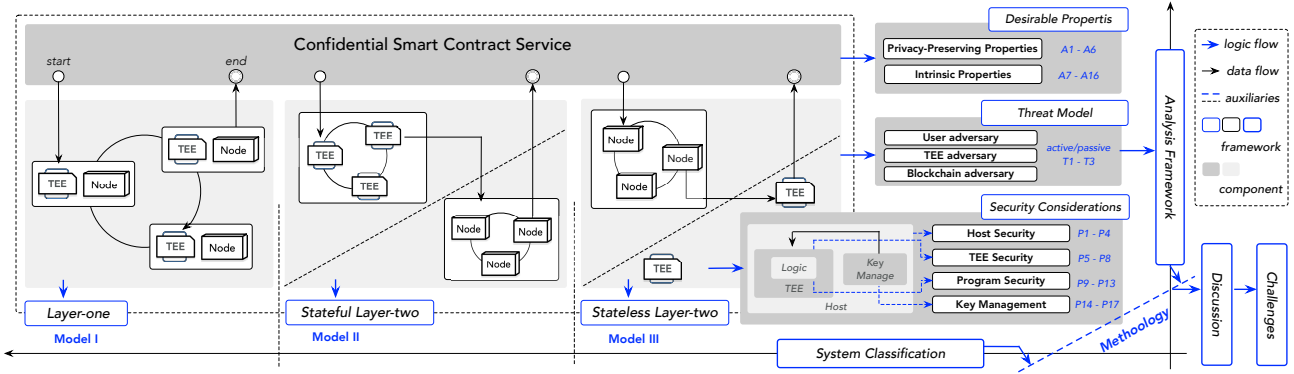 Confidential Smart Contract Service
start
end
TEE
Node
TEE
Node
TEE
Node
Layer-one
Model I
TEE
TEE
TEE
Node
Node
Node
Stateful Layer-two
Model II
Node
Node
Node
TEE
TEE
Stateless Layer-two
Model III
Desirable Propertis
Privacy-Preserving Properties
A1 - A6
Intrinsic Properties
A7 - A16
Threat Model
User adversary
TEE adversary
Blockchain adversary
active/passive
T1 - T3
Security Considerations
Logic
TEE
Key
Manage
Host
Host Security
P1 - P4
TEE Security
P5 - P8
Program Security
P9 - P13
Key Management
P14 - P17
System Classification
Methodology
Analysis Framework
Discussion
Challenges
logic flow
data flow
auxiliaries
framework
component